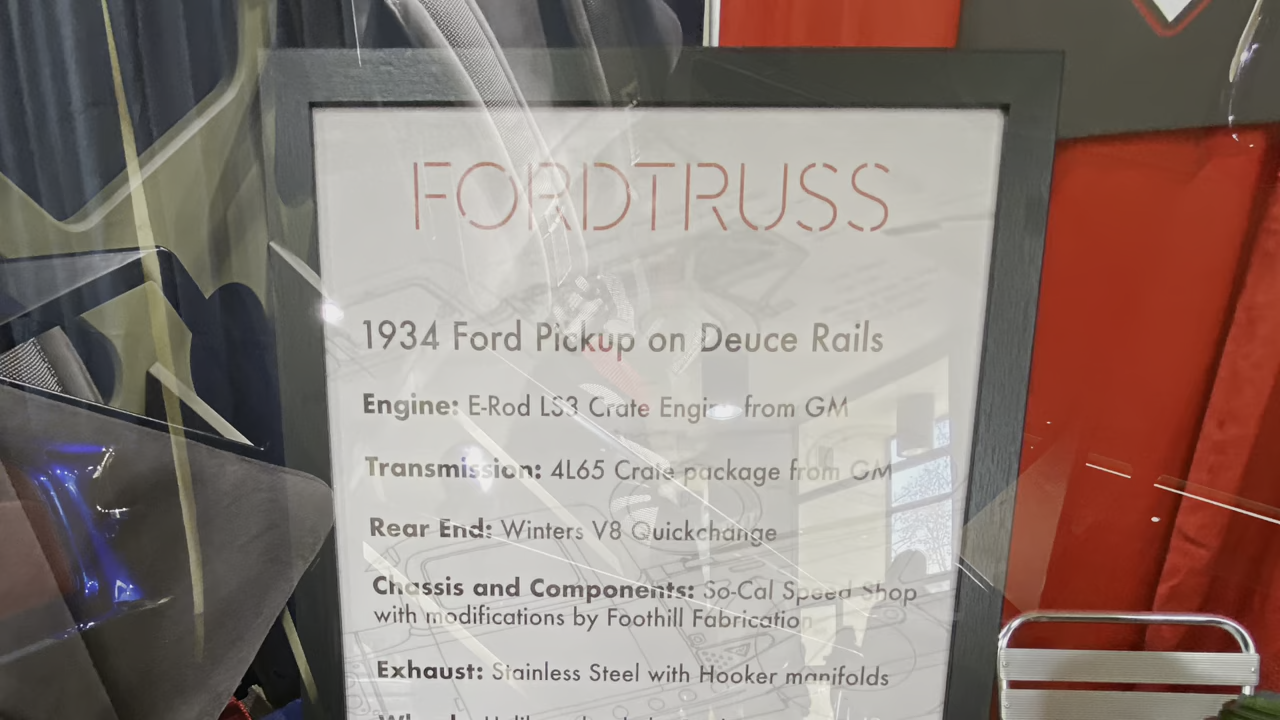 FORDTRUSS
1934 Ford Pickup on Deuce Rails
Engine: E-Rod LS3 Crate Engine from GM
Transmission: 4L65 Crate package from GM
Rear End: Winters V8 Quickchange
Chassis and Components: So-Cal Speed Shop
with modifications by Foothill Fabrication
Exhaust: Stainless Steel with Hooker manifolds